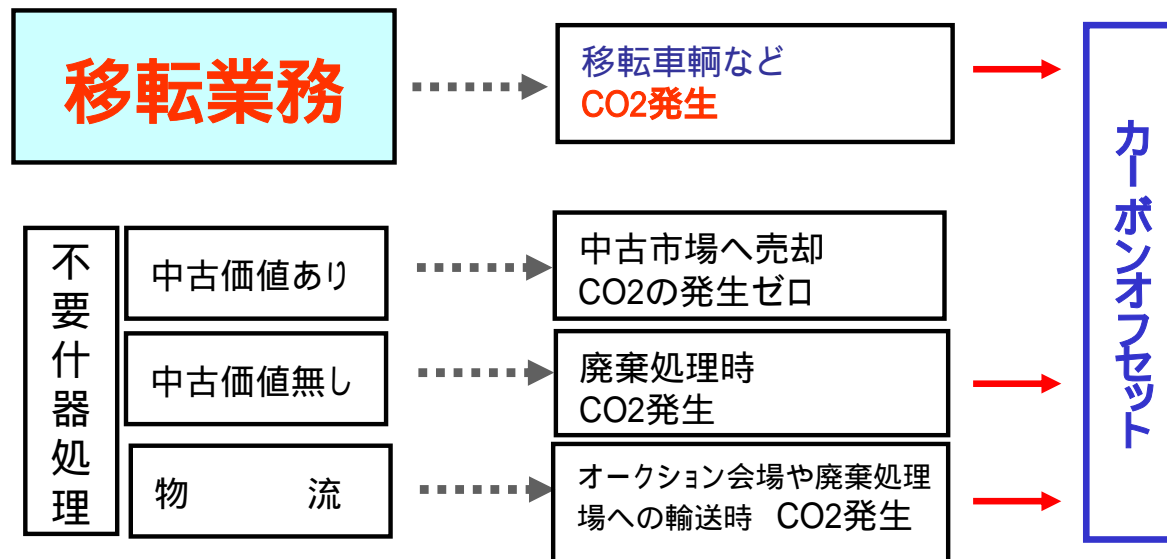 移転業務
移転車輌など
CO2発生
カーボンオフセット
不要什器処理
中古価値あり
中古市場へ売却
CO2の発生ゼロ
中古価値無し
廃棄処理時
CO2発生
物　　　流
オークション会場や廃棄処理
場への輸送時　CO2発生